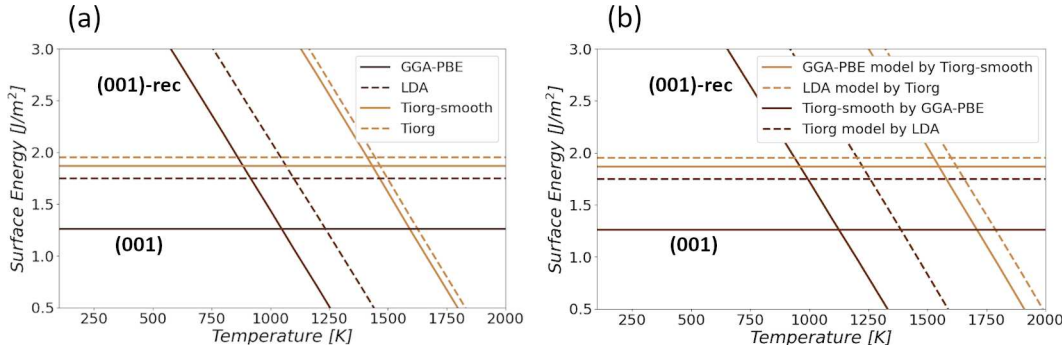 (a)
(b)
Surface Energy [J/m²]
3.0
2.5
2.0
1.5
1.0
0.5
(001)-rec
GGA-PBE
LDA
Tiorg-smooth
Tiorg
(001)
250 500 750 1000 1250 1500 1750 2000
Temperature [K]
Surface Energy [J/m²]
3.0
2.5
2.0
1.5
1.0
0.5
(001)-rec
GGA-PBE model by Tiorg-smooth
LDA model by Tiorg
Tiorg-smooth by GGA-PBE
Tiorg model by LDA
(001)
250 500 750 1000 1250 1500 1750 2000
Temperature [K]